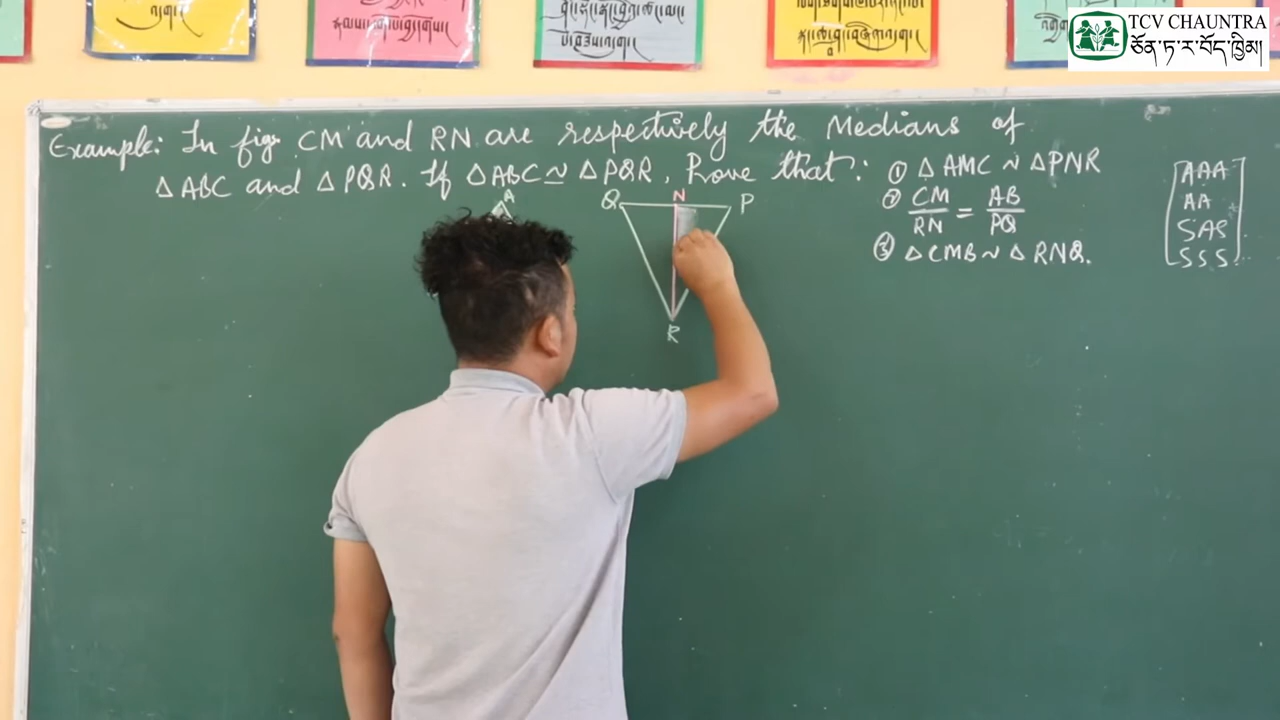 TCV CHAUNTRA
ཅོན་ཏ་ར་བོད་ཁྱིམ།
Example: In fig. CM and RN are respectively the Medians of
△ABC and △PQR. If △ABC ≃ △PQR, Prove that: ① △AMC ~ △PNR
② CM/RN = AB/PQ
③ △CMB ~ △RNQ.
AAA
AA
SAS
SSS
A
Q N P
R